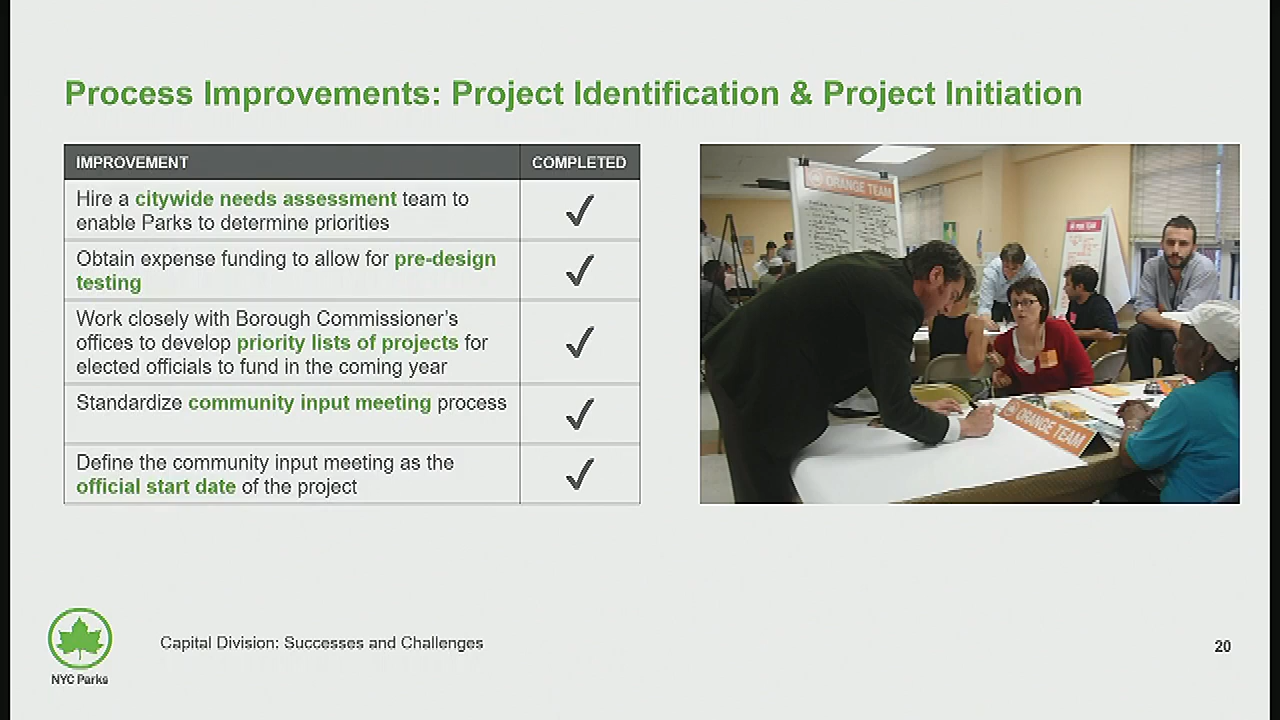 Process Improvements: Project Identification & Project Initiation
IMPROVEMENT
COMPLETED
Hire a citywide needs assessment team to
enable Parks to determine priorities
✓
Obtain expense funding to allow for pre-design
testing
✓
Work closely with Borough Commissioner's
offices to develop priority lists of projects for
elected officials to fund in the coming year
✓
Standardize community input meeting process
✓
Define the community input meeting as the
official start date of the project
✓
ORANGE TEAM
ORANGE TEAM
NYC Parks
Capital Division: Successes and Challenges
20